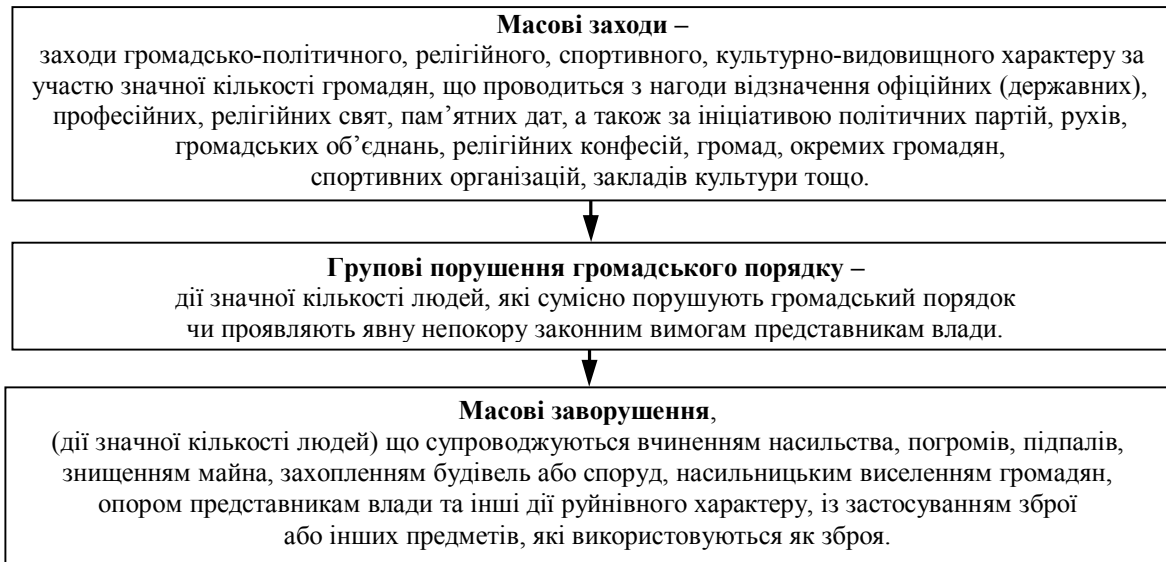 Масові заходи –
заходи громадсько-політичного, релігійного, спортивного, культурно-видовищного характеру за
участю значної кількості громадян, що проводиться з нагоди відзначення офіційних (державних),
професійних, релігійних свят, пам’ятних дат, а також за ініціативою політичних партій, рухів,
громадських об’єднань, релігійних конфесій, громад, окремих громадян,
спортивних організацій, закладів культури тощо.
Групові порушення громадського порядку –
дії значної кількості людей, які сумісно порушують громадський порядок
чи проявляють явну непокору законним вимогам представникам влади.
Масові заворушення,
(дії значної кількості людей) що супроводжуються вчиненням насильства, погромів, підпалів,
знищенням майна, захопленням будівель або споруд, насильницьким виселенням громадян,
опором представникам влади та інші дії руйнівного характеру, із застосуванням зброї
або інших предметів, які використовуються як зброя.